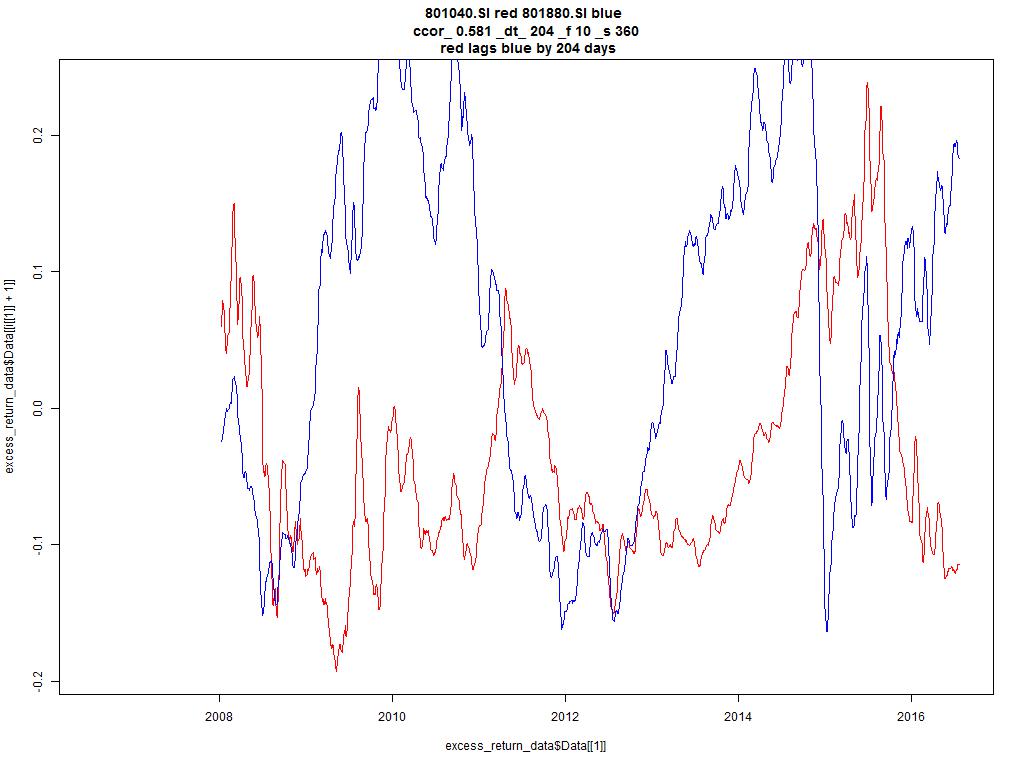 801040.SI red 801880.SI blue
ccor_ 0.581 _dt_ 204 _f 10 _s 360
red lags blue by 204 days
excess_return_data$Data[[i[[1]] + 1]]
0.2
0.1
0.0
-0.1
-0.2
2008 2010 2012 2014 2016
excess_return_data$Data[[1]]